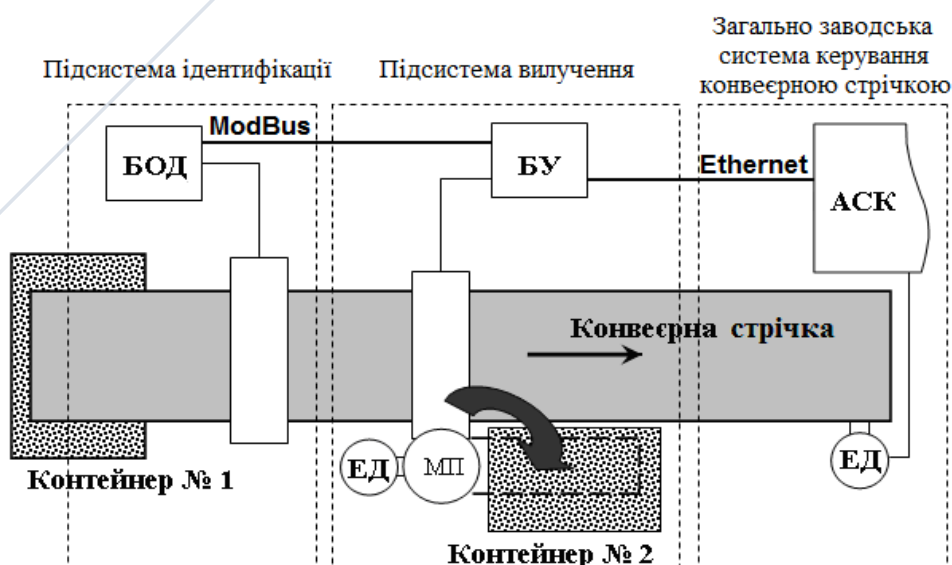 Загально заводська
система керування
конвеєрною стрічкою
Підсистема ідентифікації
Підсистема вилучення
ModBus
БОД
БУ
Ethernet
АСК
Конвеєрна стрічка
ЕД
МП
ЕД
Контейнер № 1
Контейнер № 2